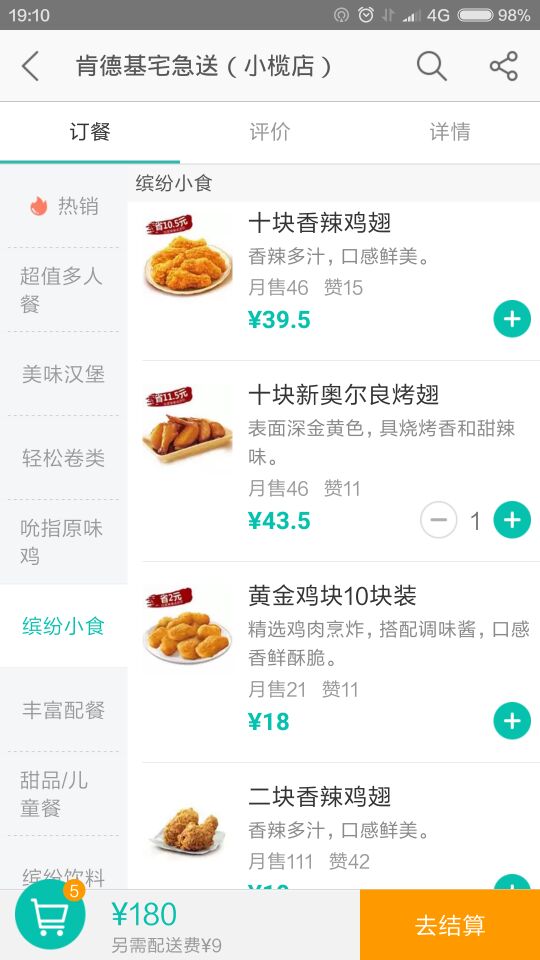 19:10
4G
98%
肯德基宅急送（小榄店）
订餐
评价
详情
热销
超值多人
餐
美味汉堡
轻松卷类
吮指原味
鸡
缤纷小食
丰富配餐
甜品/儿
童餐
缤纷饮料
缤纷小食
省10.5元
十块香辣鸡翅
香辣多汁，口感鲜美。
月售46 赞15
¥39.5
省11.5元
十块新奥尔良烤翅
表面深金黄色，具烧烤香和甜辣
味。
月售46 赞11
¥43.5
1
省2元
黄金鸡块10块装
精选鸡肉烹炸，搭配调味酱，口感
香鲜酥脆。
月售21 赞11
¥18
二块香辣鸡翅
香辣多汁，口感鲜美。
月售111 赞42
5
¥180
另需配送费¥9
去结算